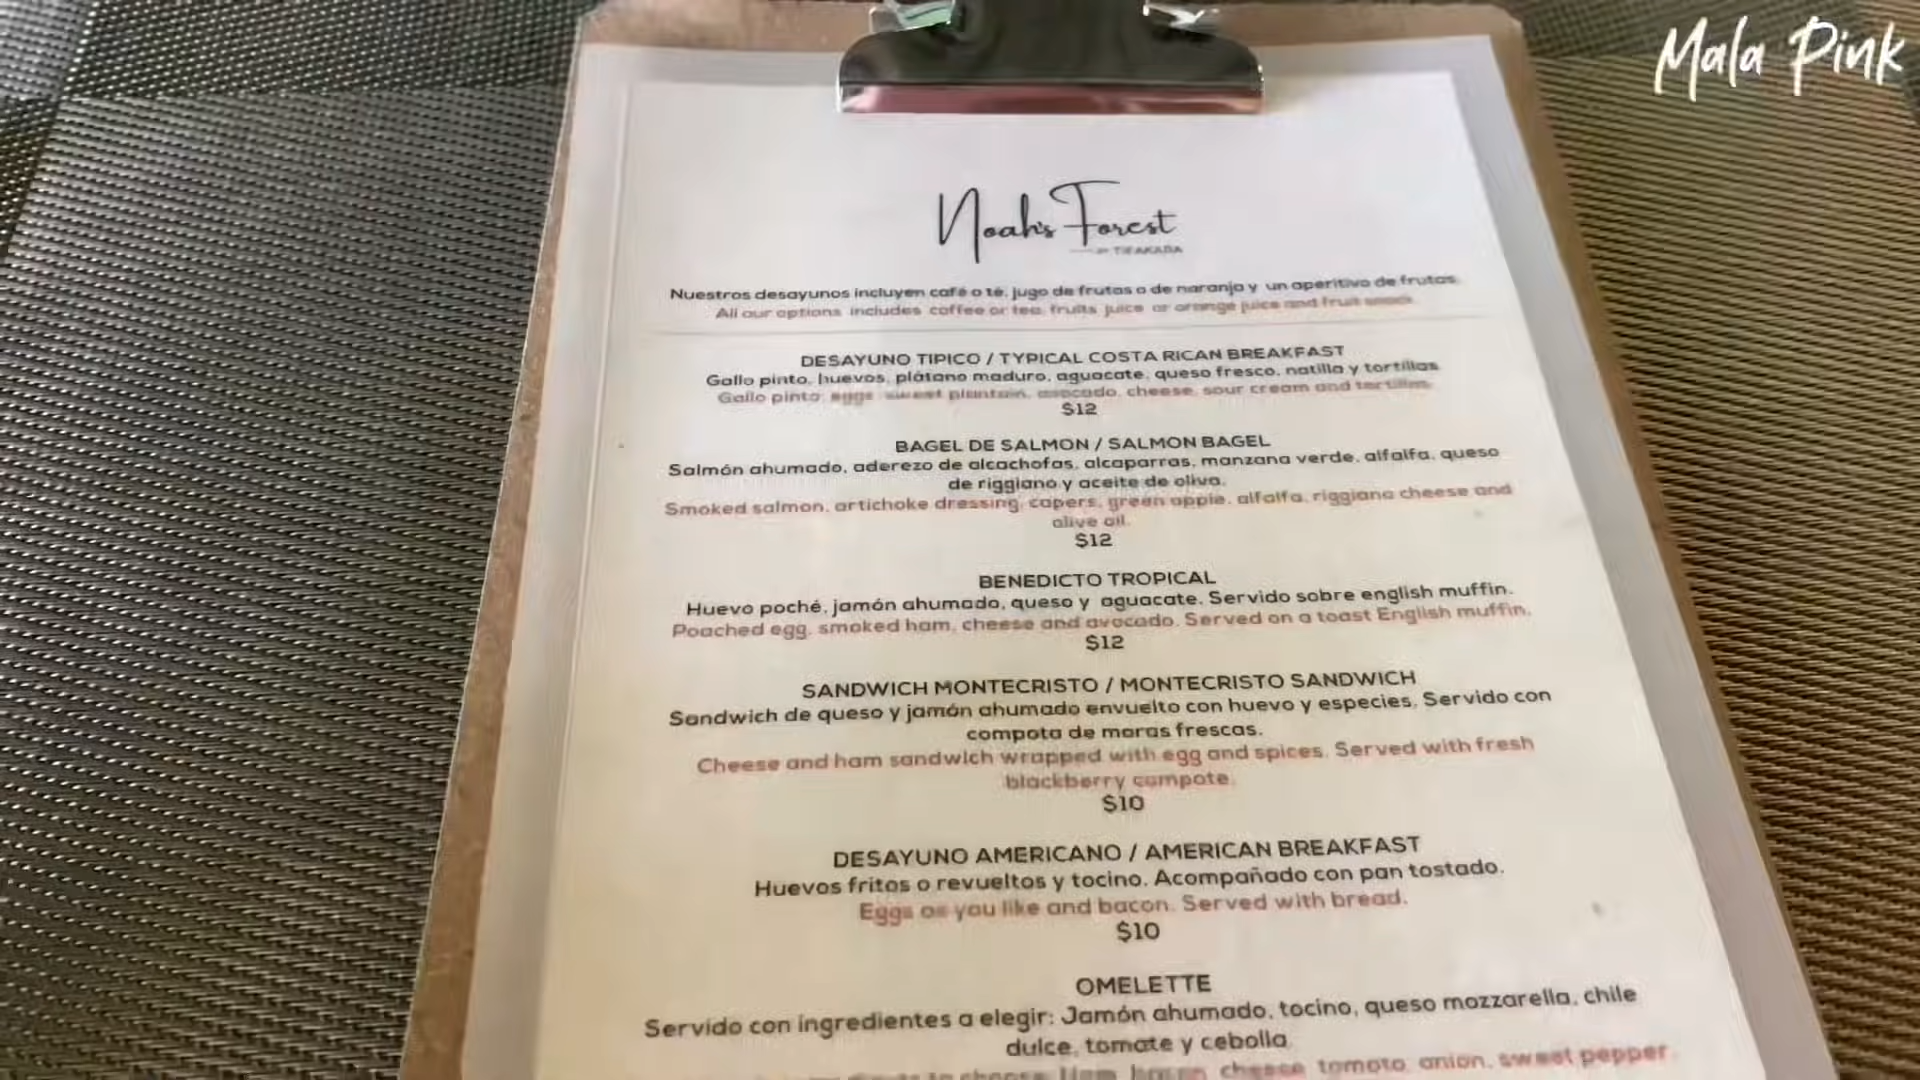 Mala Pink
Noah's Forest
BY TIFAKARA
Nuestros desayunos incluyen café o té, jugo de frutas o de naranja y un aperitivo de frutas.
All our options includes coffee or tea, fruits juice or orange juice and fruit snack.
DESAYUNO TIPICO / TYPICAL COSTA RICAN BREAKFAST
Gallo pinto, huevos, plátano maduro, aguacate, queso fresco, natilla y tortillas
Gallo pinto, eggs, sweet plantain, avocado, cheese, sour cream and tortillas.
$12
BAGEL DE SALMON / SALMON BAGEL
Salmón ahumado, aderezo de alcachofas, alcaparras, manzana verde, alfalfa, queso
de riggiano y aceite de oliva.
Smoked salmon, artichoke dressing, capers, green apple, alfalfa, riggiano cheese and
olive oil.
$12
BENEDICTO TROPICAL
Huevo poché, jamón ahumado, queso y aguacate. Servido sobre english muffin.
Poached egg, smoked ham, cheese and avocado. Served on a toast English muffin.
$12
SANDWICH MONTECRISTO / MONTECRISTO SANDWICH
Sandwich de queso y jamón ahumado envuelto con huevo y especies. Servido con
compota de moras frescas.
Cheese and ham sandwich wrapped with egg and spices. Served with fresh
blackberry compote.
$10
DESAYUNO AMERICANO / AMERICAN BREAKFAST
Huevos fritos o revueltos y tocino. Acompañado con pan tostado.
Eggs as you like and bacon. Served with bread.
$10
OMELETTE
Servido con ingredientes a elegir: Jamón ahumado, tocino, queso mozzarella, chile
dulce, tomate y cebolla
to choose: Ham, bacon, cheese, tomato, onion, sweet pepper